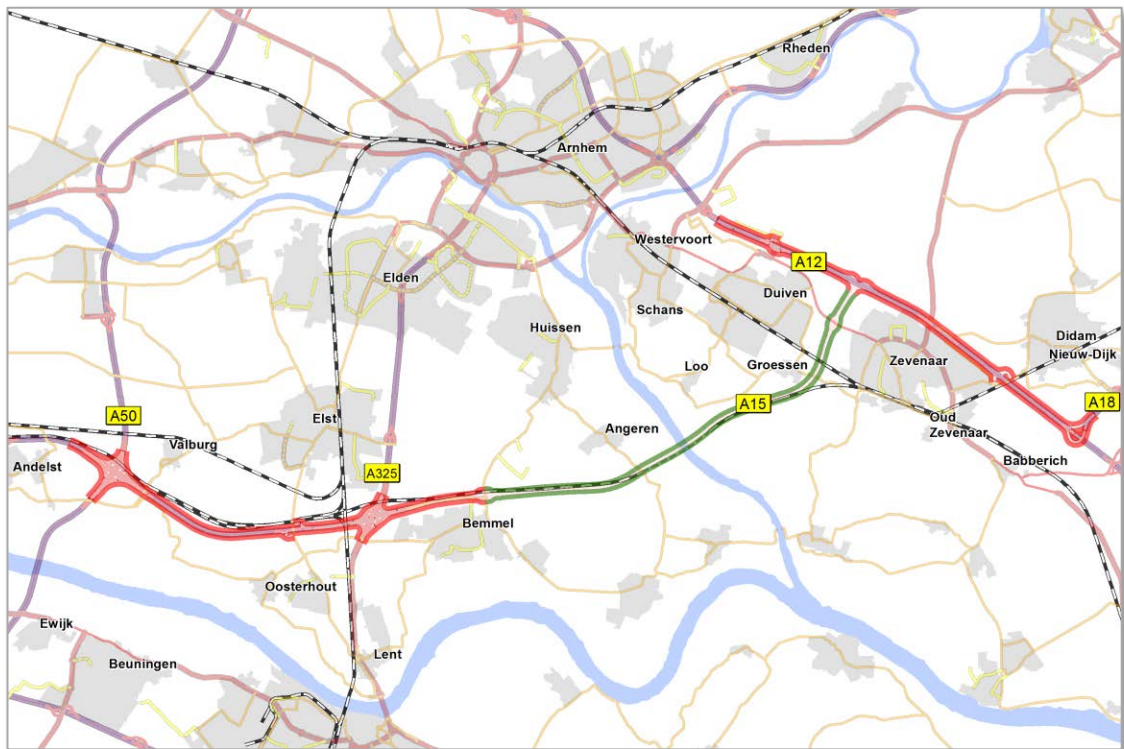 Rheden
Arnhem
Westervoort
A12
Elden
Duiven
Schans
Huissen
Didam
Nieuw-Dijk
Loo
Groessen
Zevenaar
A15
A18
A50
Elst
Oud
Zevenaar
Valburg
Angeren
Andelst
A325
Babberich
Bemmel
Oosterhout
Ewijk
Lent
Beuningen